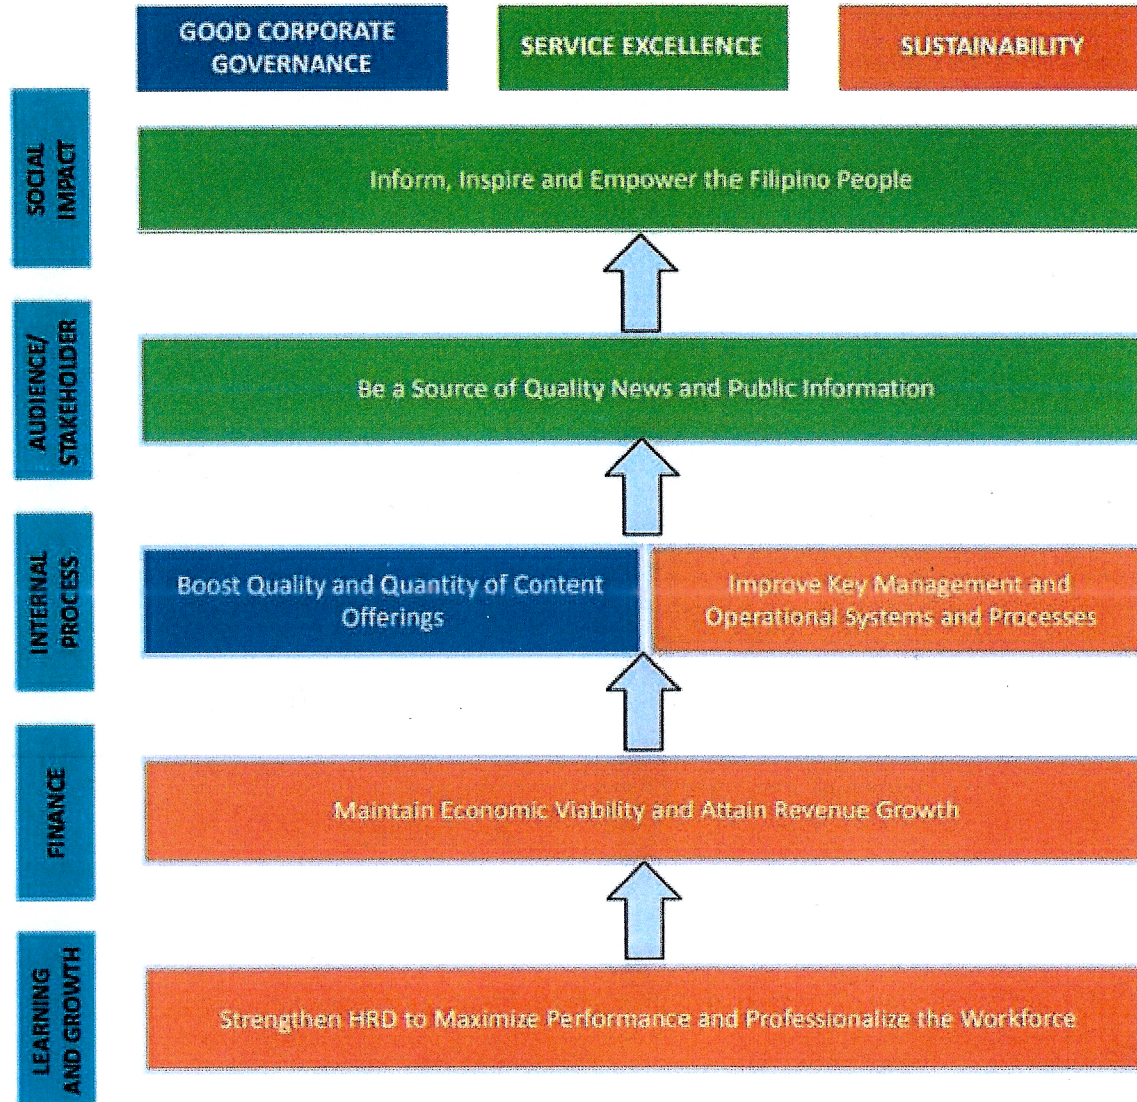 GOOD CORPORATE
GOVERNANCE
SERVICE EXCELLENCE
SUSTAINABILITY
SOCIAL
IMPACT
Inform, Inspire and Empower the Filipino People
AUDIENCE/
STAKEHOLDER
Be a Source of Quality News and Public Information
INTERNAL
PROCESS
Boost Quality and Quantity of Content
Offerings
Improve Key Management and
Operational Systems and Processes
FINANCE
Maintain Economic Viability and Attain Revenue Growth
LEARNING
AND GROWTH
Strengthen HRD to Maximize Performance and Professionalize the Workforce